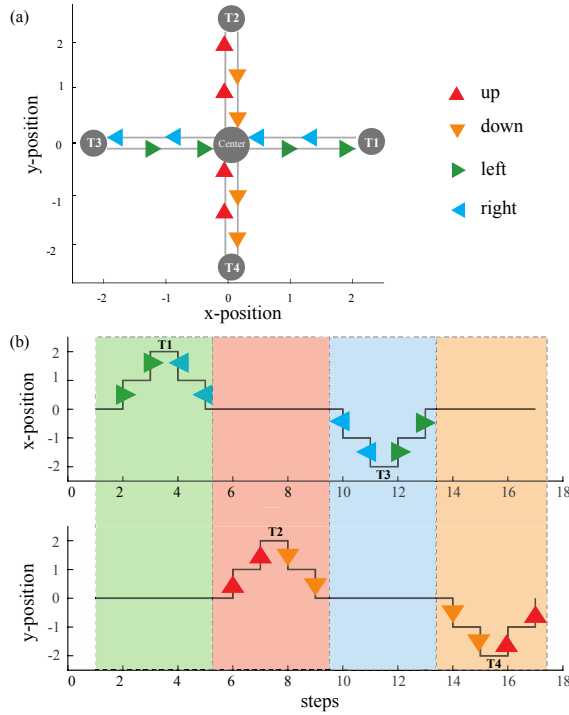 (a)
T2
2
1
0
-1
-2
y-position
T3
Center
T1
T4
-2
-1
0
1
2
x-position
up
down
left
right
(b)
T1
2
1
0
-1
-2
x-position
T3
0 2 4 6 8 10 12 14 16 18
T2
2
1
0
-1
-2
y-position
T4
0 2 4 6 8 10 12 14 16 18
steps